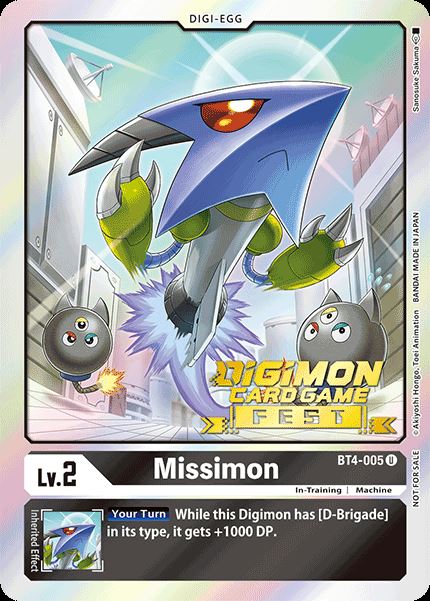 DIGI-EGG
Sanosuke Sakuma
DIGIMON
CARD GAME
FEST
© Akiyoshi Hongo, Toei Animation BANDAI MADE IN JAPAN
NOT FOR SALE
Lv.2
Missimon
BT4-005 U
In-Training | Machine
Inherited Effect
Your Turn While this Digimon has [D-Brigade]
in its type, it gets +1000 DP.